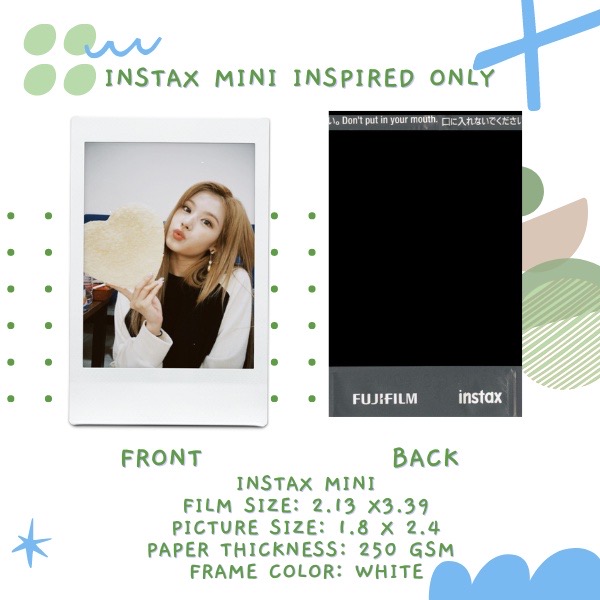 INSTAX MINI INSPIRED ONLY
い。Don't put in your mouth. 口に入れないでください
FUJIFILM instax
FRONT BACK
INSTAX MINI
FILM SIZE: 2.13 X3.39
PICTURE SIZE: 1.8 X 2.4
PAPER THICKNESS: 250 GSM
FRAME COLOR: WHITE